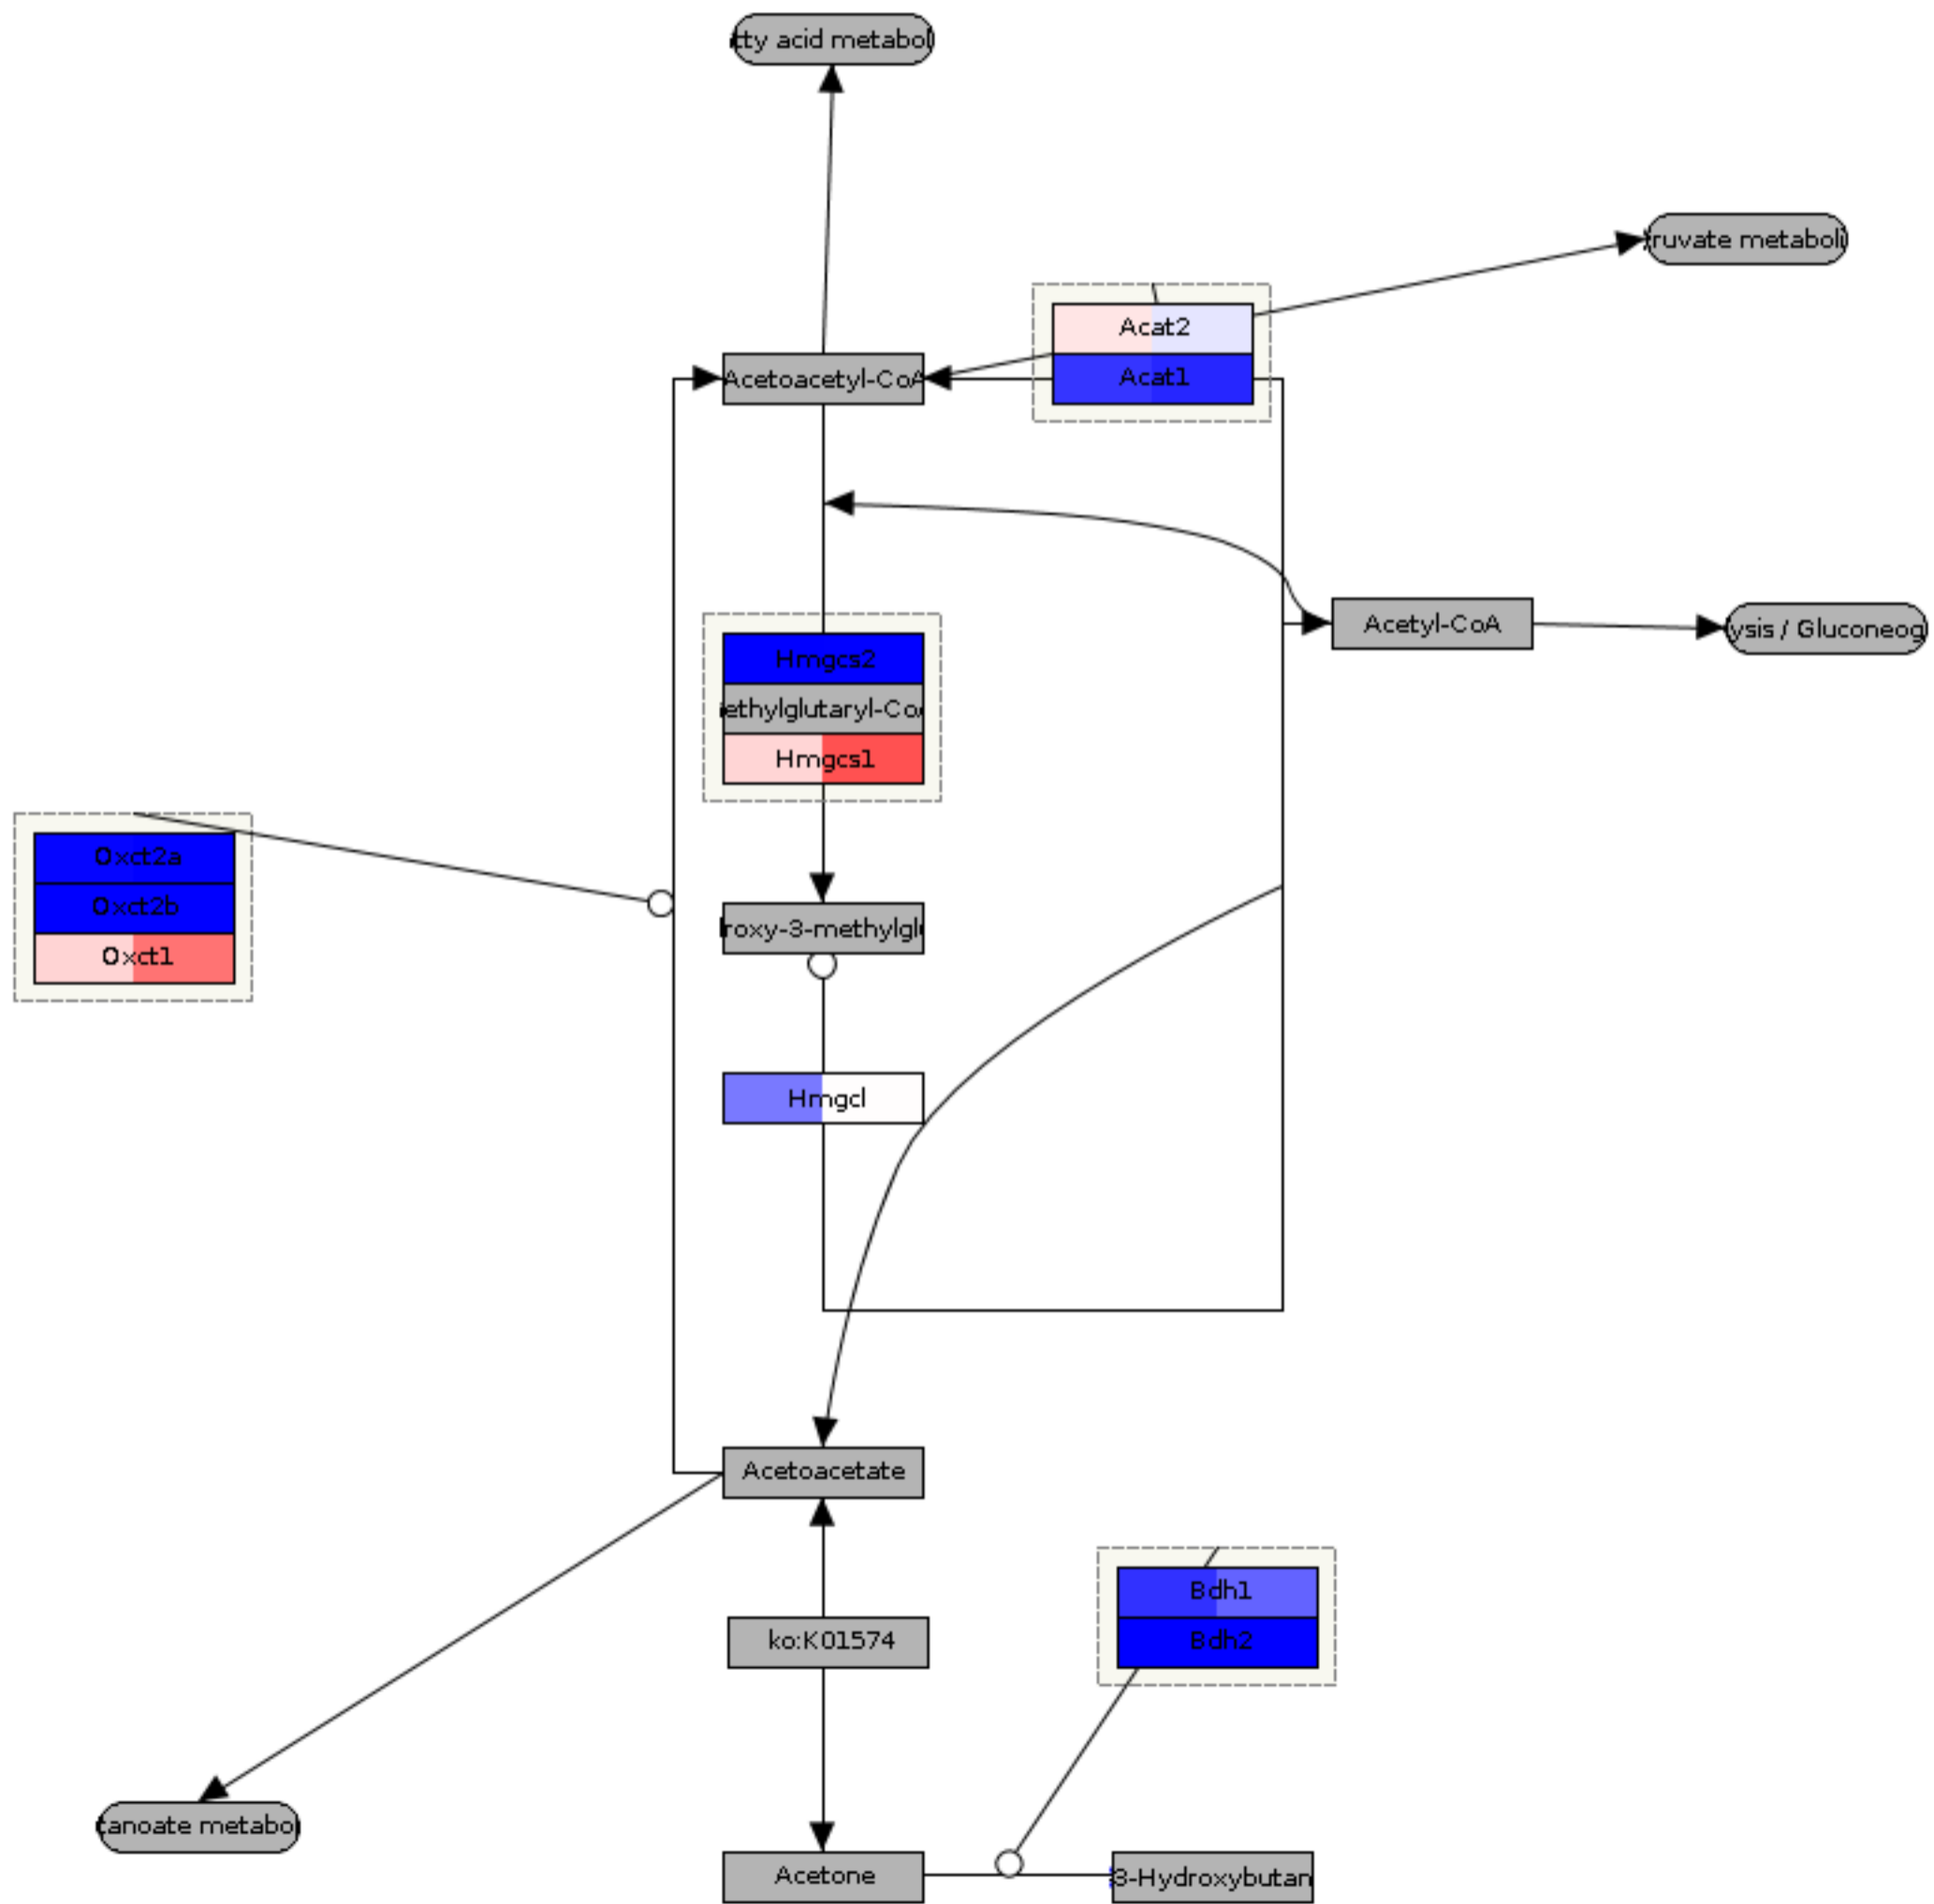 tty acid metabol
ruvate metaboli
Acat2
Acetoacetyl-CoA
Acat1
Acetyl-CoA
ysis / Gluconeog
Hmgcs2
ethylglutaryl-Co
Hmgcs1
Oxct2a
Oxct2b
Oxct1
roxy-3-methylgl
Hmgcl
Acetoacetate
Bdh1
ko:K01574
Bdh2
tanoate metabol
Acetone
3-Hydroxybutan